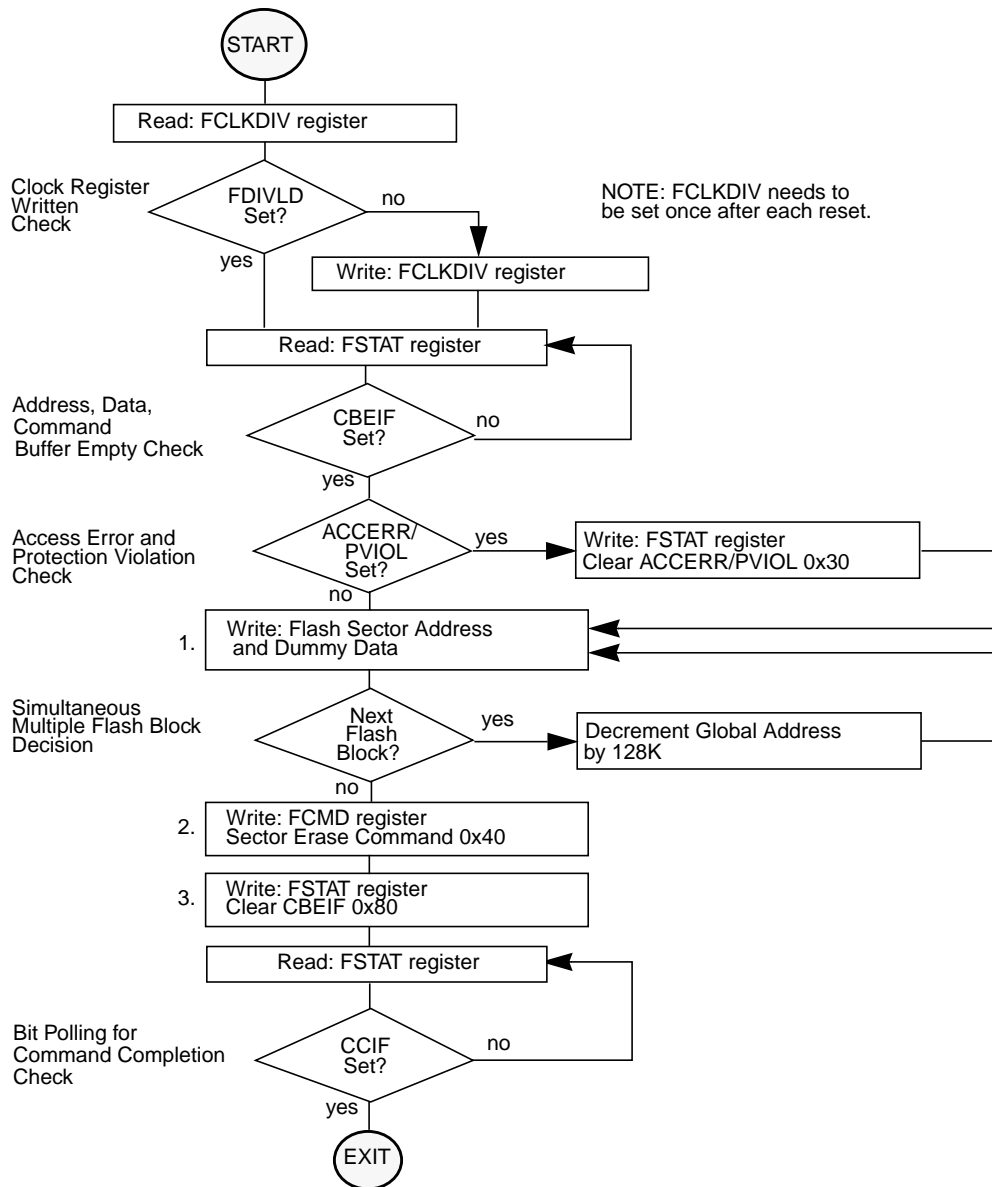 START
Read: FCLKDIV register
Clock Register
Written
Check
FDIVLD
Set?
no
yes
NOTE: FCLKDIV needs to
be set once after each reset.
Write: FCLKDIV register
Read: FSTAT register
Address, Data,
Command
Buffer Empty Check
CBEIF
Set?
no
yes
Access Error and
Protection Violation
Check
ACCERR/
PVIOL
Set?
yes
no
Write: FSTAT register
Clear ACCERR/PVIOL 0x30
1.
Write: Flash Sector Address
and Dummy Data
Simultaneous
Multiple Flash Block
Decision
Next
Flash
Block?
yes
no
Decrement Global Address
by 128K
2.
Write: FCMD register
Sector Erase Command 0x40
3.
Write: FSTAT register
Clear CBEIF 0x80
Read: FSTAT register
Bit Polling for
Command Completion
Check
CCIF
Set?
no
yes
EXIT